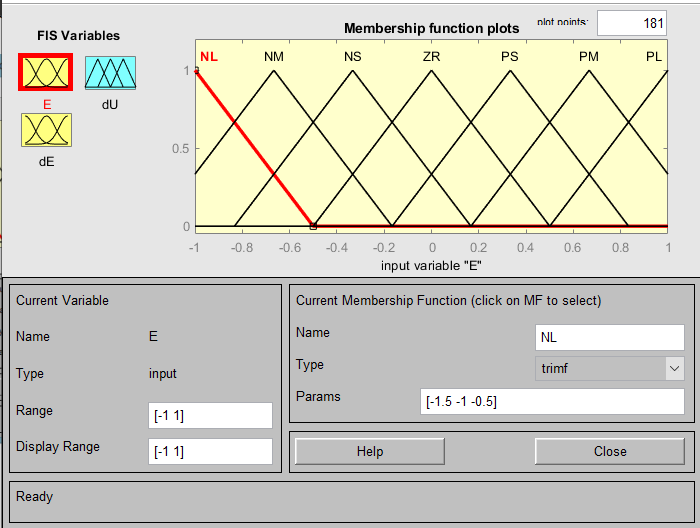 FIS Variables
E
dU
dE
Membership function plots
plot points:
181
NL NM NS ZR PS PM PL
1
0.5
0
-1 -0.8 -0.6 -0.4 -0.2 0 0.2 0.4 0.6 0.8 1
input variable "E"
Current Variable
Name E
Type input
Range [-1 1]
Display Range [-1 1]
Current Membership Function (click on MF to select)
Name NL
Type trimf
Params [-1.5 -1 -0.5]
Help Close
Ready